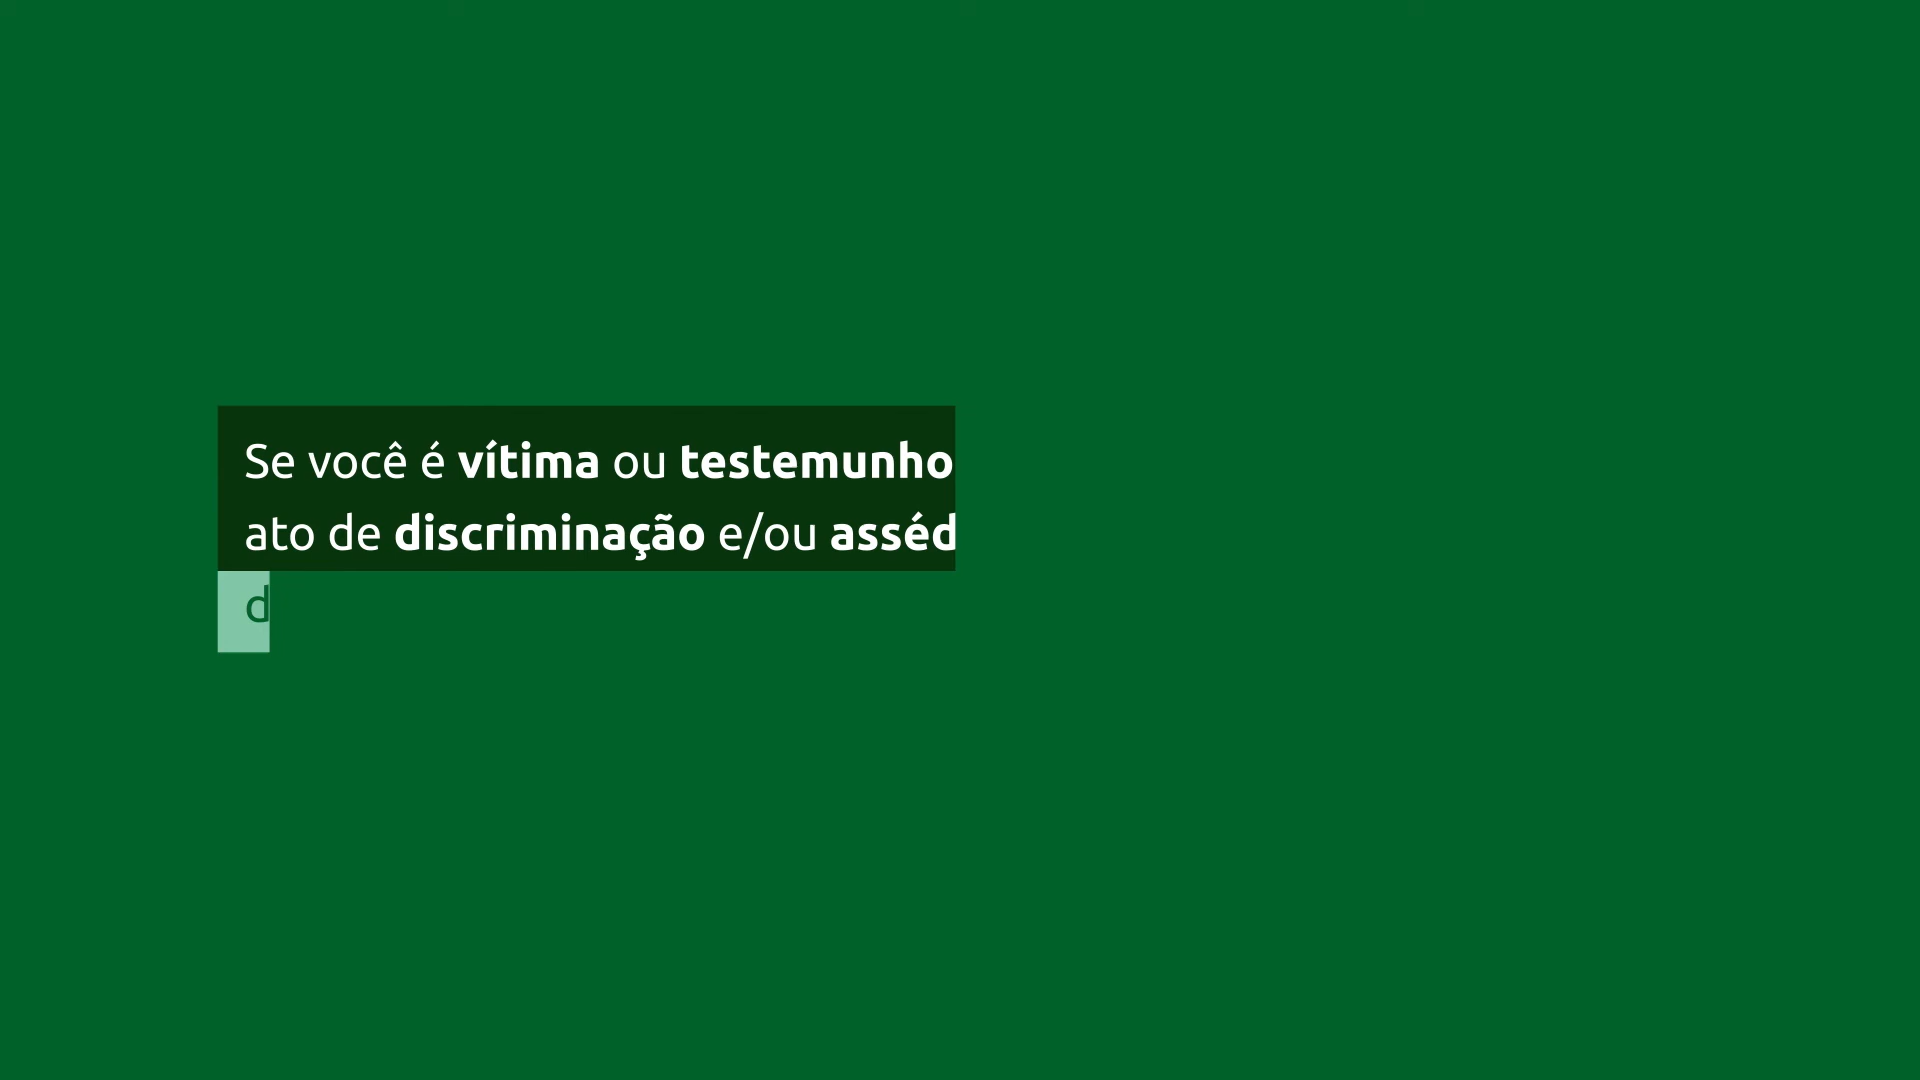 Se você é vítima ou testemunho
ato de discriminação e/ou asséd
d